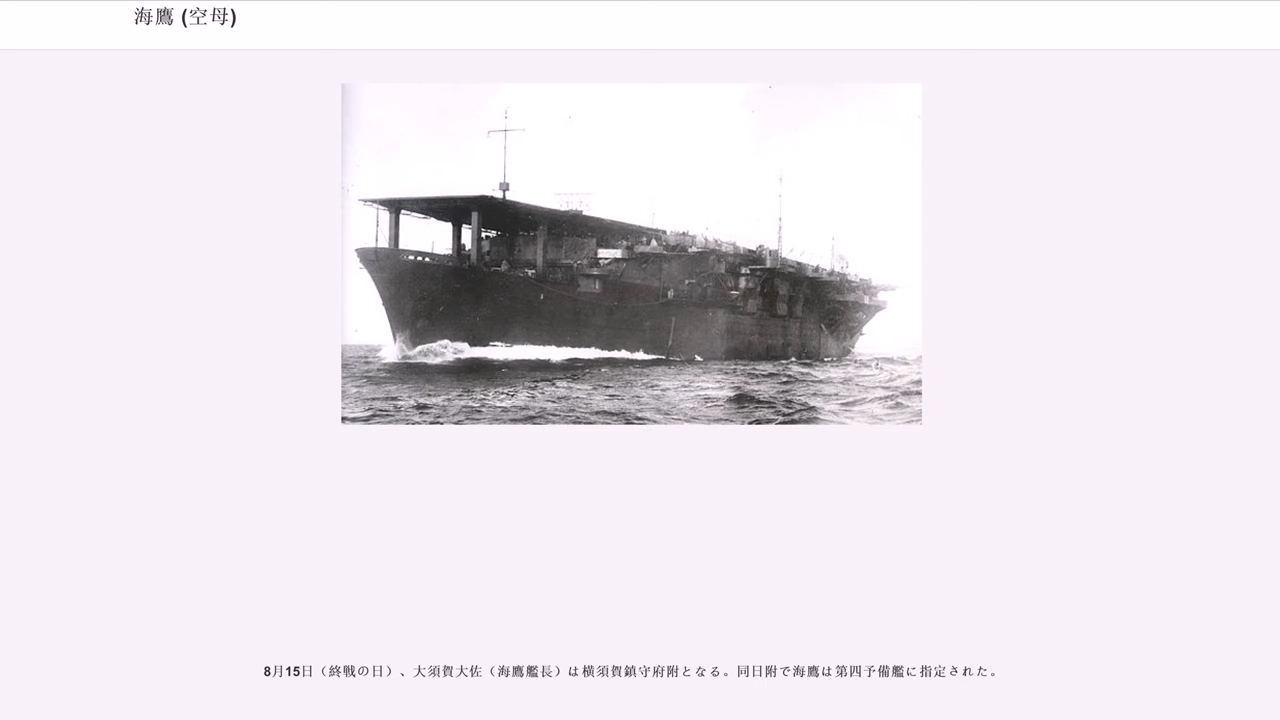 海鷹 (空母)
8月15日（終戦の日）、大須賀大佐（海鷹艦長）は横須賀鎮守府附となる。同日附で海鷹は第四予備艦に指定された。